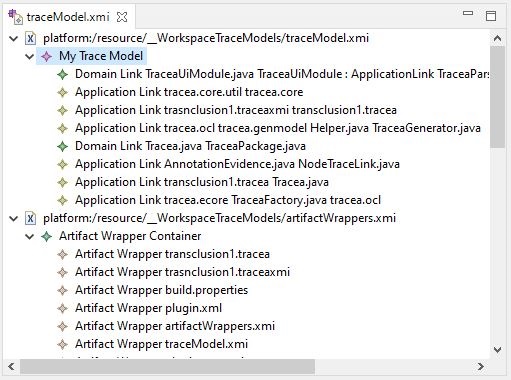 traceModel.xmi
platform:/resource/__WorkspaceTraceModels/traceModel.xmi
My Trace Model
Domain Link TraceaUiModule.java TraceaUiModule : ApplicationLink TraceaPars
Application Link tracea.core.util tracea.core
Application Link trasnclusion1.traceaxmi transclusion1.tracea
Application Link tracea.ocl tracea.genmodel Helper.java TraceaGenerator.java
Domain Link Tracea.java TraceaPackage.java
Application Link AnnotationEvidence.java NodeTraceLink.java
Application Link transclusion1.tracea Tracea.java
Application Link tracea.ecore TraceaFactory.java tracea.ocl
platform:/resource/__WorkspaceTraceModels/artifactWrappers.xmi
Artifact Wrapper Container
Artifact Wrapper transclusion1.tracea
Artifact Wrapper trasnclusion1.traceaxmi
Artifact Wrapper build.properties
Artifact Wrapper plugin.xml
Artifact Wrapper artifactWrappers.xmi
Artifact Wrapper traceModel.xmi